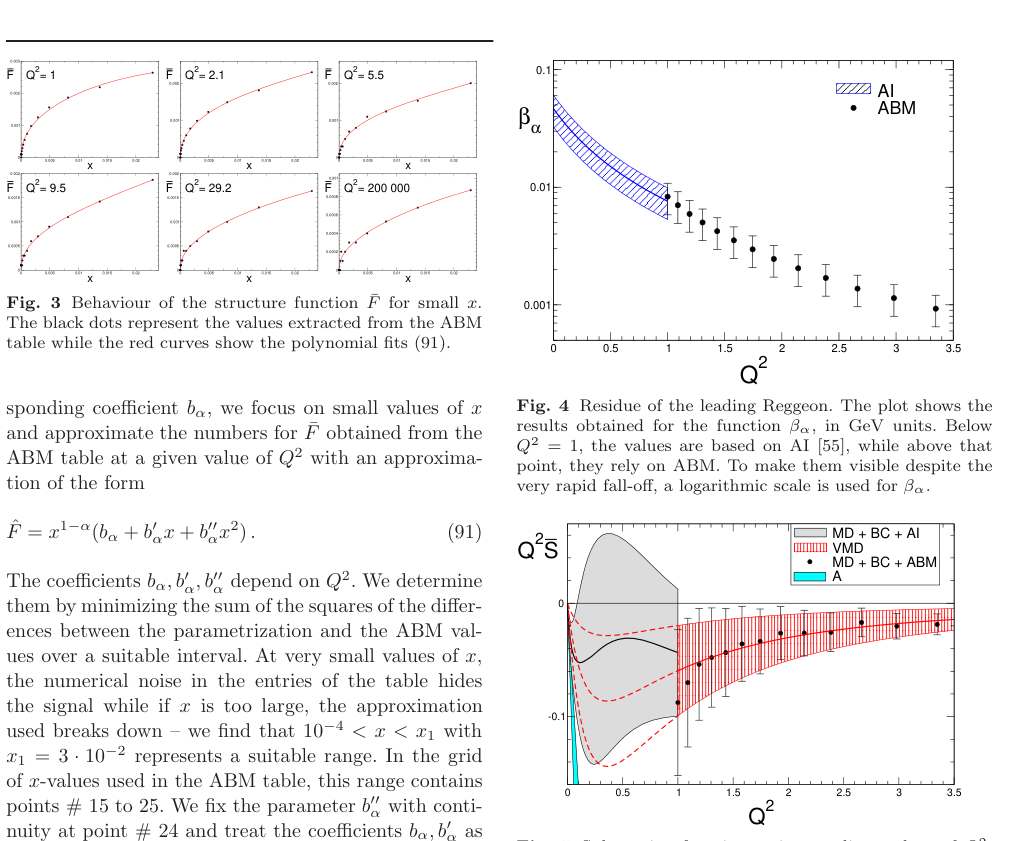 F̄ Q² = 1
F̄ Q² = 2.1
F̄ Q² = 5.5
x x x
F̄ Q² = 9.5
F̄ Q² = 29.2
F̄ Q² = 200 000
x x x
Fig. 3 Behaviour of the structure function F̄ for small x.
The black dots represent the values extracted from the ABM
table while the red curves show the polynomial fits (91).
sponding coefficient bα, we focus on small values of x
and approximate the numbers for F̄ obtained from the
ABM table at a given value of Q² with an approxima-
tion of the form
F̂ = x^{1−α}(bα + b′α x + b″α x²) . (91)
The coefficients bα, b′α, b″α depend on Q². We determine
them by minimizing the sum of the squares of the differ-
ences between the parametrization and the ABM val-
ues over a suitable interval. At very small values of x,
the numerical noise in the entries of the table hides
the signal while if x is too large, the approximation
used breaks down – we find that 10⁻⁴ < x < x₁ with
x₁ = 3 · 10⁻² represents a suitable range. In the grid
of x-values used in the ABM table, this range contains
points # 15 to 25. We fix the parameter b″α with conti-
nuity at point # 24 and treat the coefficients bα, b′α as
0.1
βα
0.01
0.001
AI
ABM
0 0.5 1 1.5 2 2.5 3 3.5
Q²
Fig. 4 Residue of the leading Reggeon. The plot shows the
results obtained for the function βα, in GeV units. Below
Q² = 1, the values are based on AI [55], while above that
point, they rely on ABM. To make them visible despite the
very rapid fall-off, a logarithmic scale is used for βα.
Q²S̄
MD + BC + AI
VMD
MD + BC + ABM
A
0
-0.1
0 0.5 1 1.5 2 2.5 3 3.5
Q²